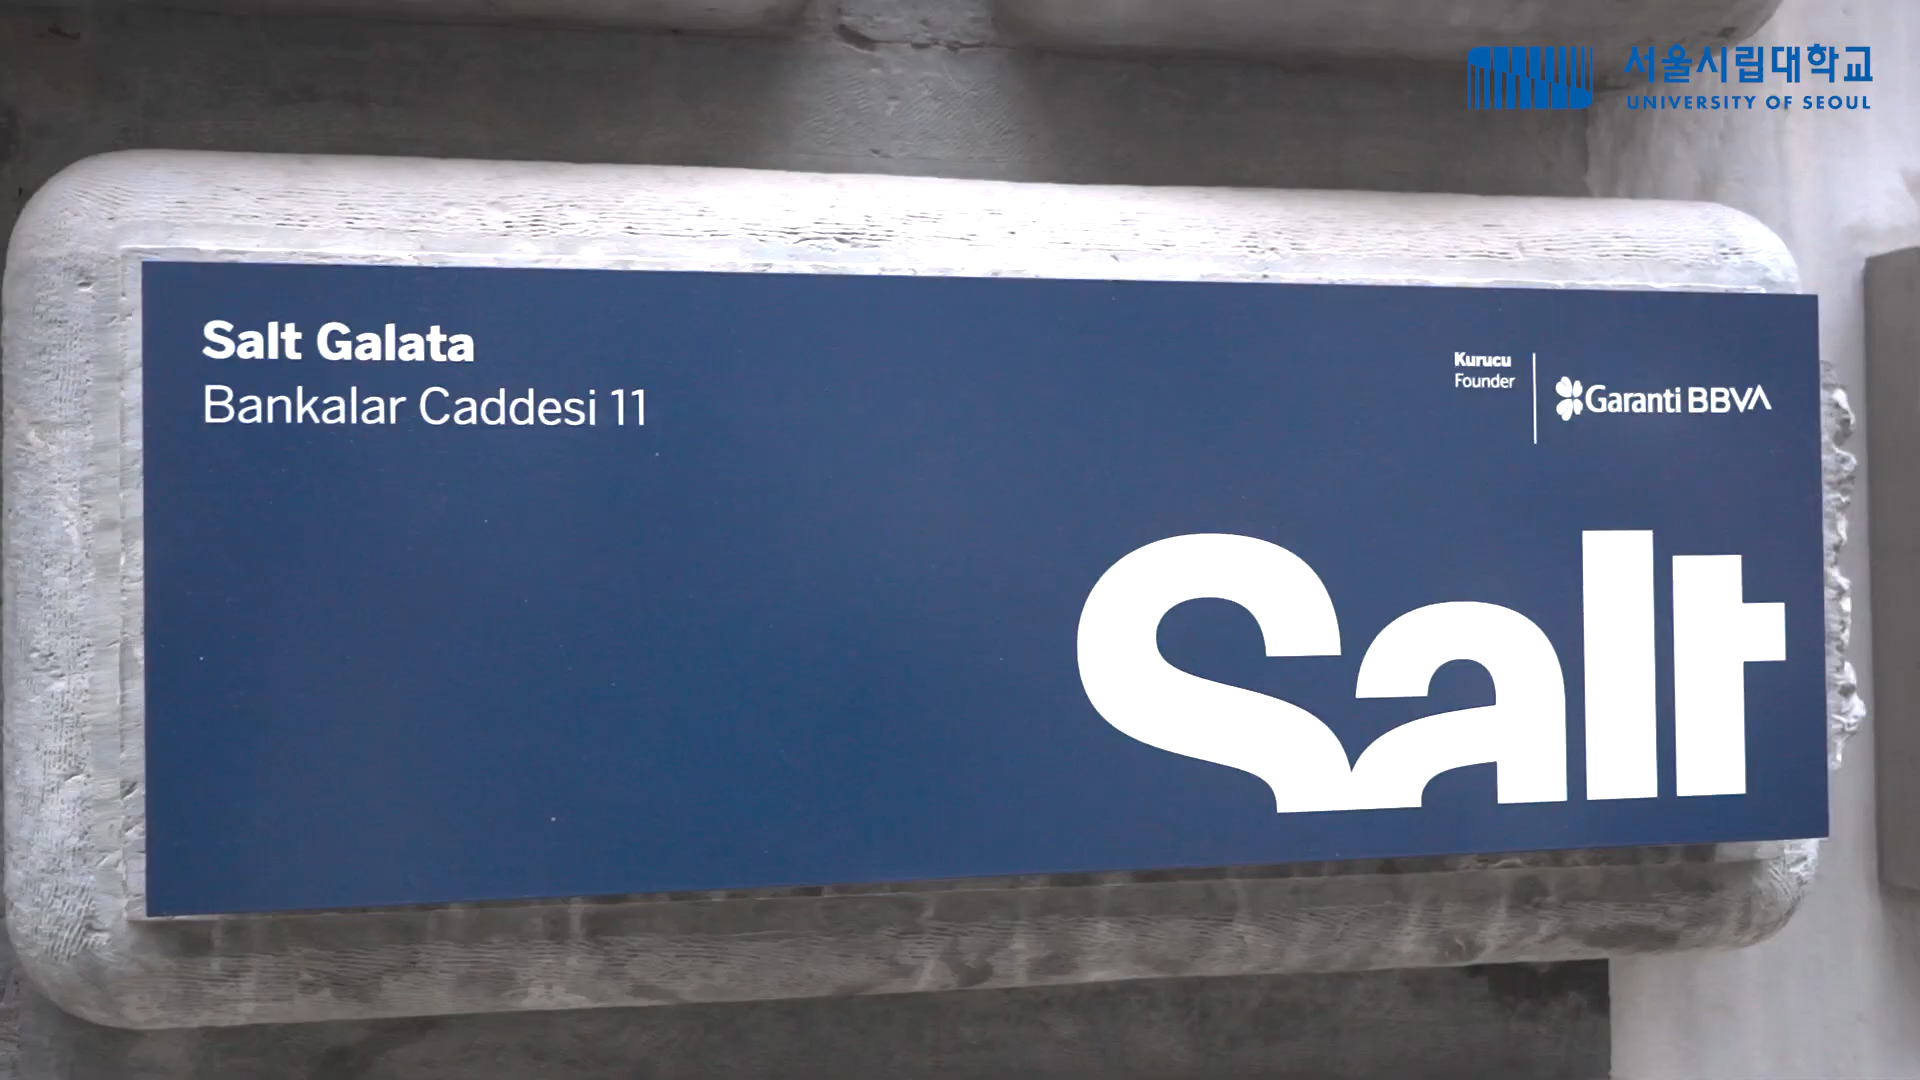 서울시립대학교
UNIVERSITY OF SEOUL
Salt Galata
Bankalar Caddesi 11
Kurucu
Founder
Garanti BBVA
Salt